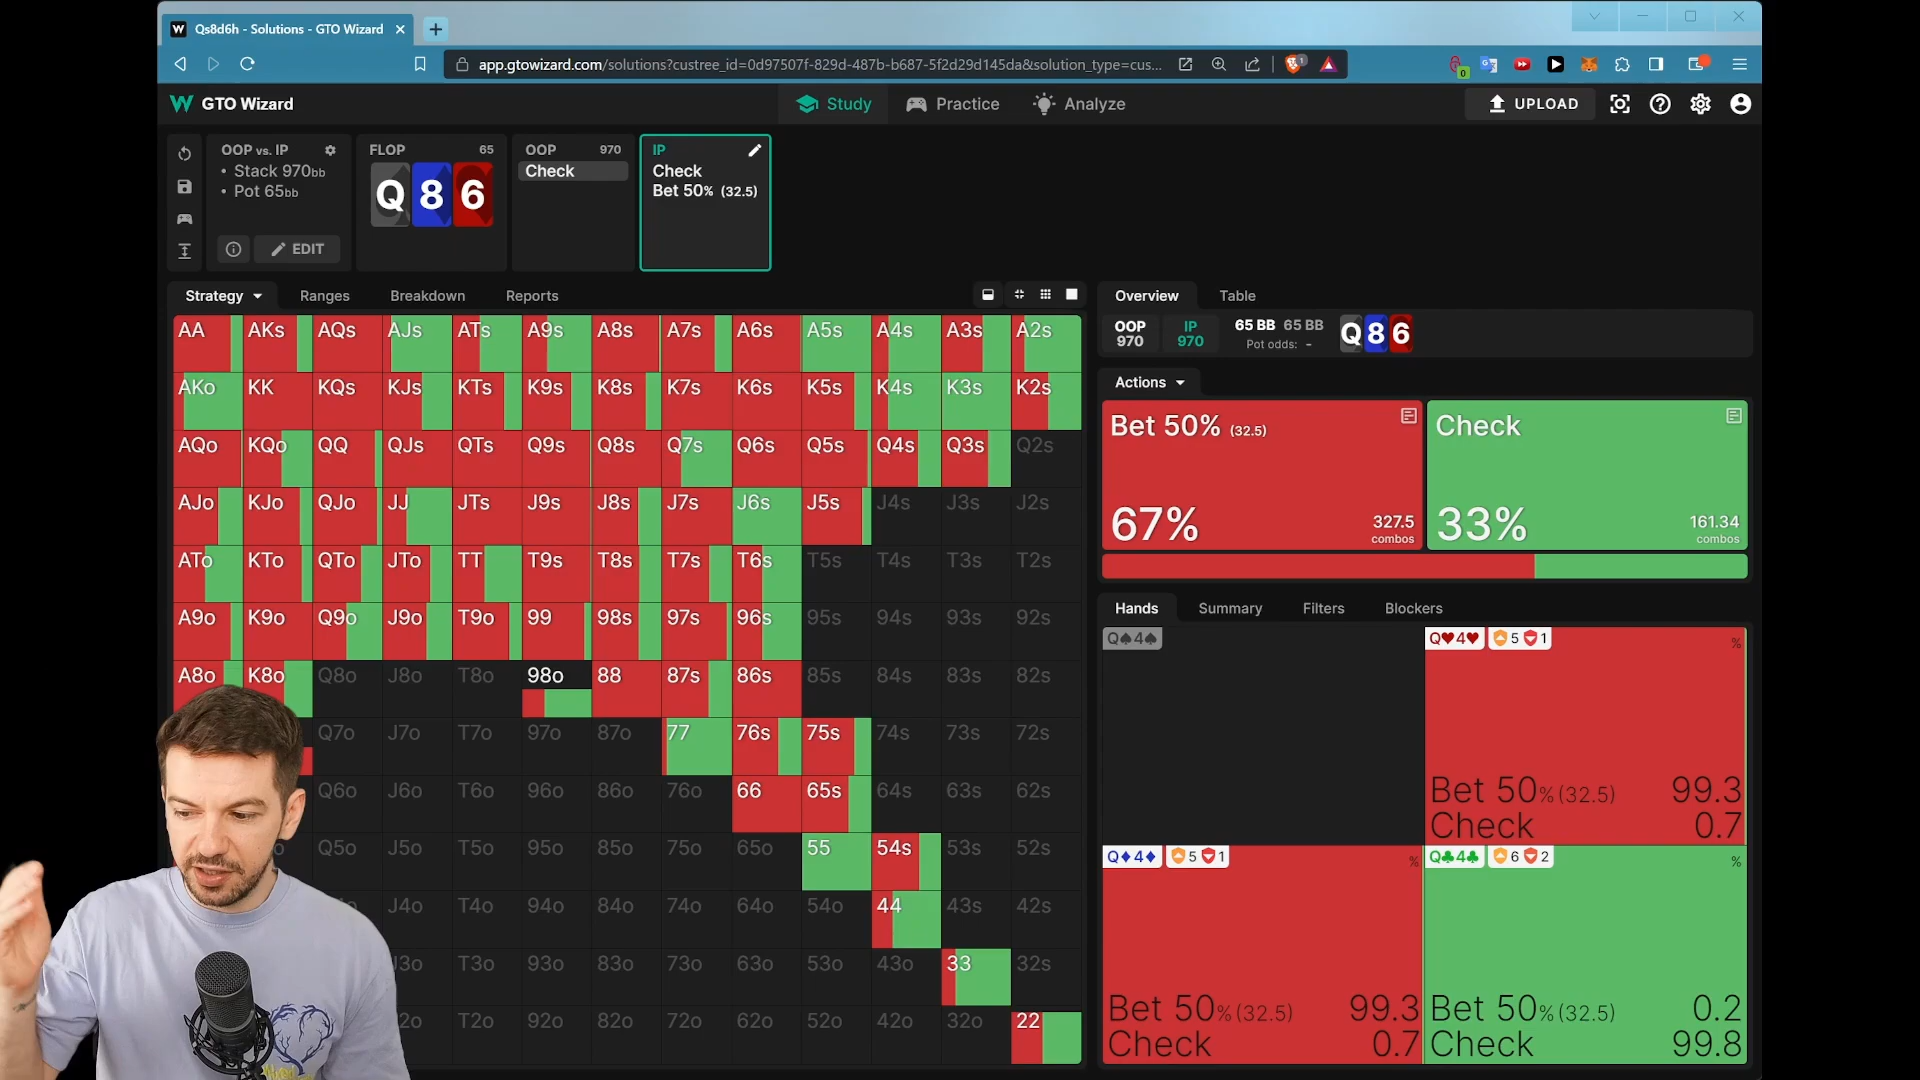 Qs8d6h - Solutions - GTO Wizard
app.gtowizard.com/solutions?custree_id=0d97507f-829d-487b-b687-5f2d29d145da&solution_type=cus...
GTO Wizard
Study
Practice
Analyze
UPLOAD
OOP vs. IP
• Stack 970bb
• Pot 65bb
EDIT
FLOP 65
Q 8 6
OOP 970
Check
IP
Check
Bet 50% (32.5)
Strategy
Ranges
Breakdown
Reports
AA AKs AQs AJs ATs A9s A8s A7s A6s A5s A4s A3s A2s
AKo KK KQs KJs KTs K9s K8s K7s K6s K5s K4s K3s K2s
AQo KQo QQ QJs QTs Q9s Q8s Q7s Q6s Q5s Q4s Q3s Q2s
AJo KJo QJo JJ JTs J9s J8s J7s J6s J5s J4s J3s J2s
ATo KTo QTo JTo TT T9s T8s T7s T6s T5s T4s T3s T2s
A9o K9o Q9o J9o T9o 99 98s 97s 96s 95s 94s 93s 92s
A8o K8o Q8o J8o T8o 98o 88 87s 86s 85s 84s 83s 82s
Q7o J7o T7o 97o 87o 77 76s 75s 74s 73s 72s
Q6o J6o T6o 96o 86o 76o 66 65s 64s 63s 62s
Q5o J5o T5o 95o 85o 75o 65o 55 54s 53s 52s
J4o T4o 94o 84o 74o 64o 54o 44 43s 42s
J3o T3o 93o 83o 73o 63o 53o 43o 33 32s
T2o 92o 82o 72o 62o 52o 42o 32o 22
Overview
Table
OOP 970
IP 970
65 BB 65 BB
Pot odds: -
Q 8 6
Actions
Bet 50% (32.5)
67%
327.5
combos
Check
33%
161.34
combos
Hands
Summary
Filters
Blockers
Q♠4♠
Q♥4♥ 5 1 %
Bet 50% (32.5) 99.3
Check 0.7
Q♦4♦ 5 1 %
Bet 50% (32.5) 99.3
Check 0.7
Q♣4♣ 6 2 %
Bet 50% (32.5) 0.2
Check 99.8